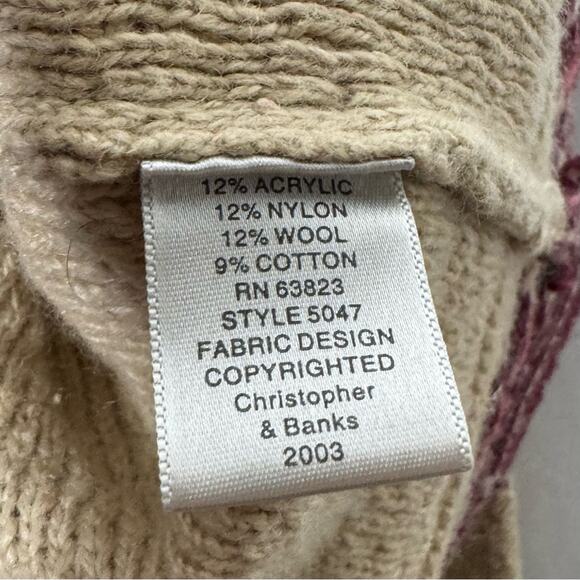 12% ACRYLIC
12% NYLON
12% WOOL
9% COTTON
RN 63823
STYLE 5047
FABRIC DESIGN
COPYRIGHTED
Christopher
& Banks
2003